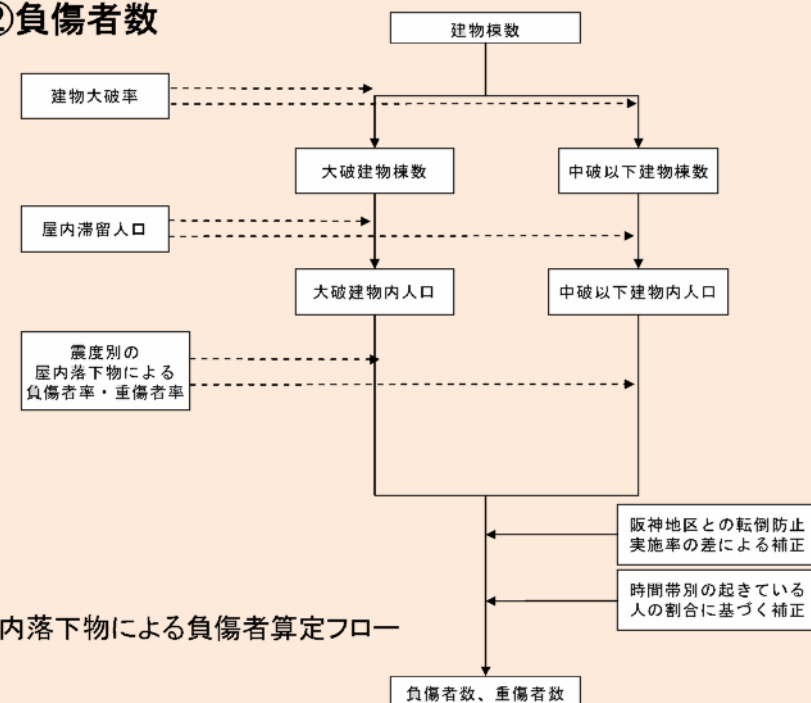 ②負傷者数
建物棟数
建物大破率
大破建物棟数
中破以下建物棟数
屋内滞留人口
大破建物内人口
中破以下建物内人口
震度別の
屋内落下物による
負傷者率・重傷者率
阪神地区との転倒防止
実施率の差による補正
時間帯別の起きている
人の割合に基づく補正
内落下物による負傷者算定フロー
負傷者数、重傷者数